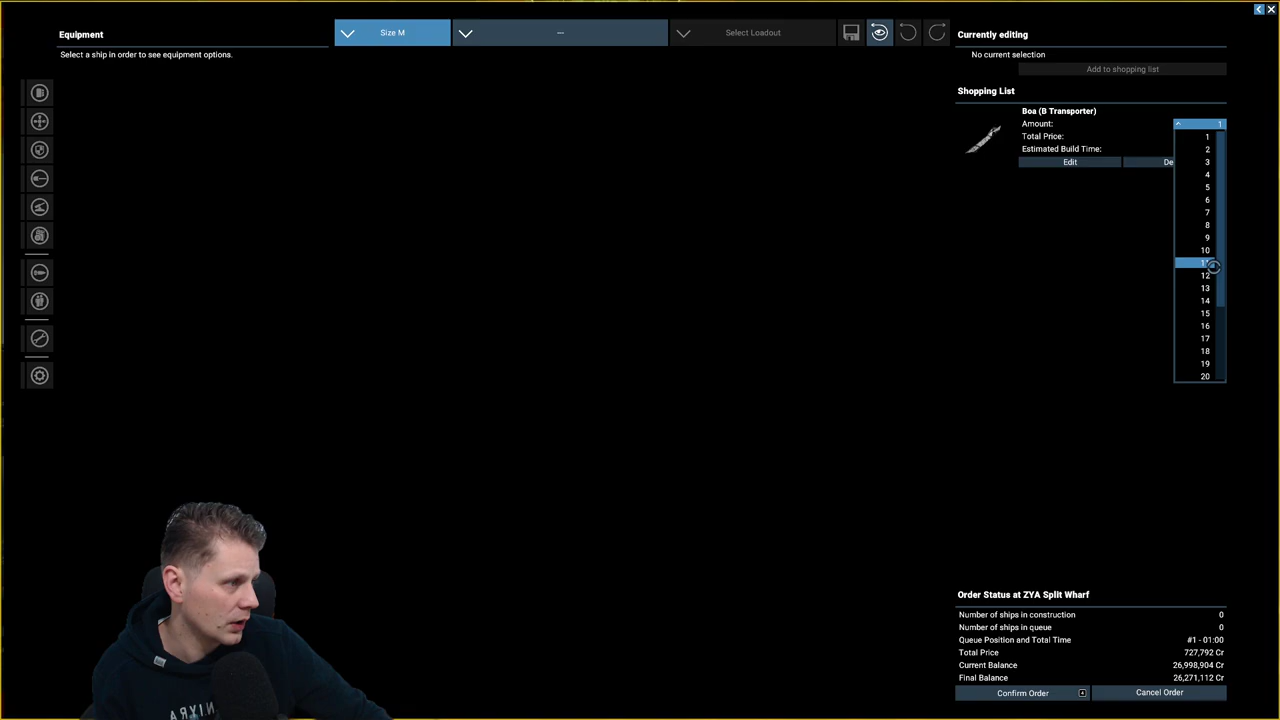 Equipment
Select a ship in order to see equipment options.
Size M
--
Select Loadout
Currently editing
No current selection
Add to shopping list
Shopping List
Boa (B Transporter)
Amount:
1
Total Price:
Estimated Build Time:
Edit
De
1
2
3
4
5
6
7
8
9
10
11
12
13
14
15
16
17
18
19
20
Order Status at ZYA Split Wharf
Number of ships in construction 0
Number of ships in queue 0
Queue Position and Total Time #1 - 01:00
Total Price 727,792 Cr
Current Balance 26,998,904 Cr
Final Balance 26,271,112 Cr
Confirm Order
Cancel Order